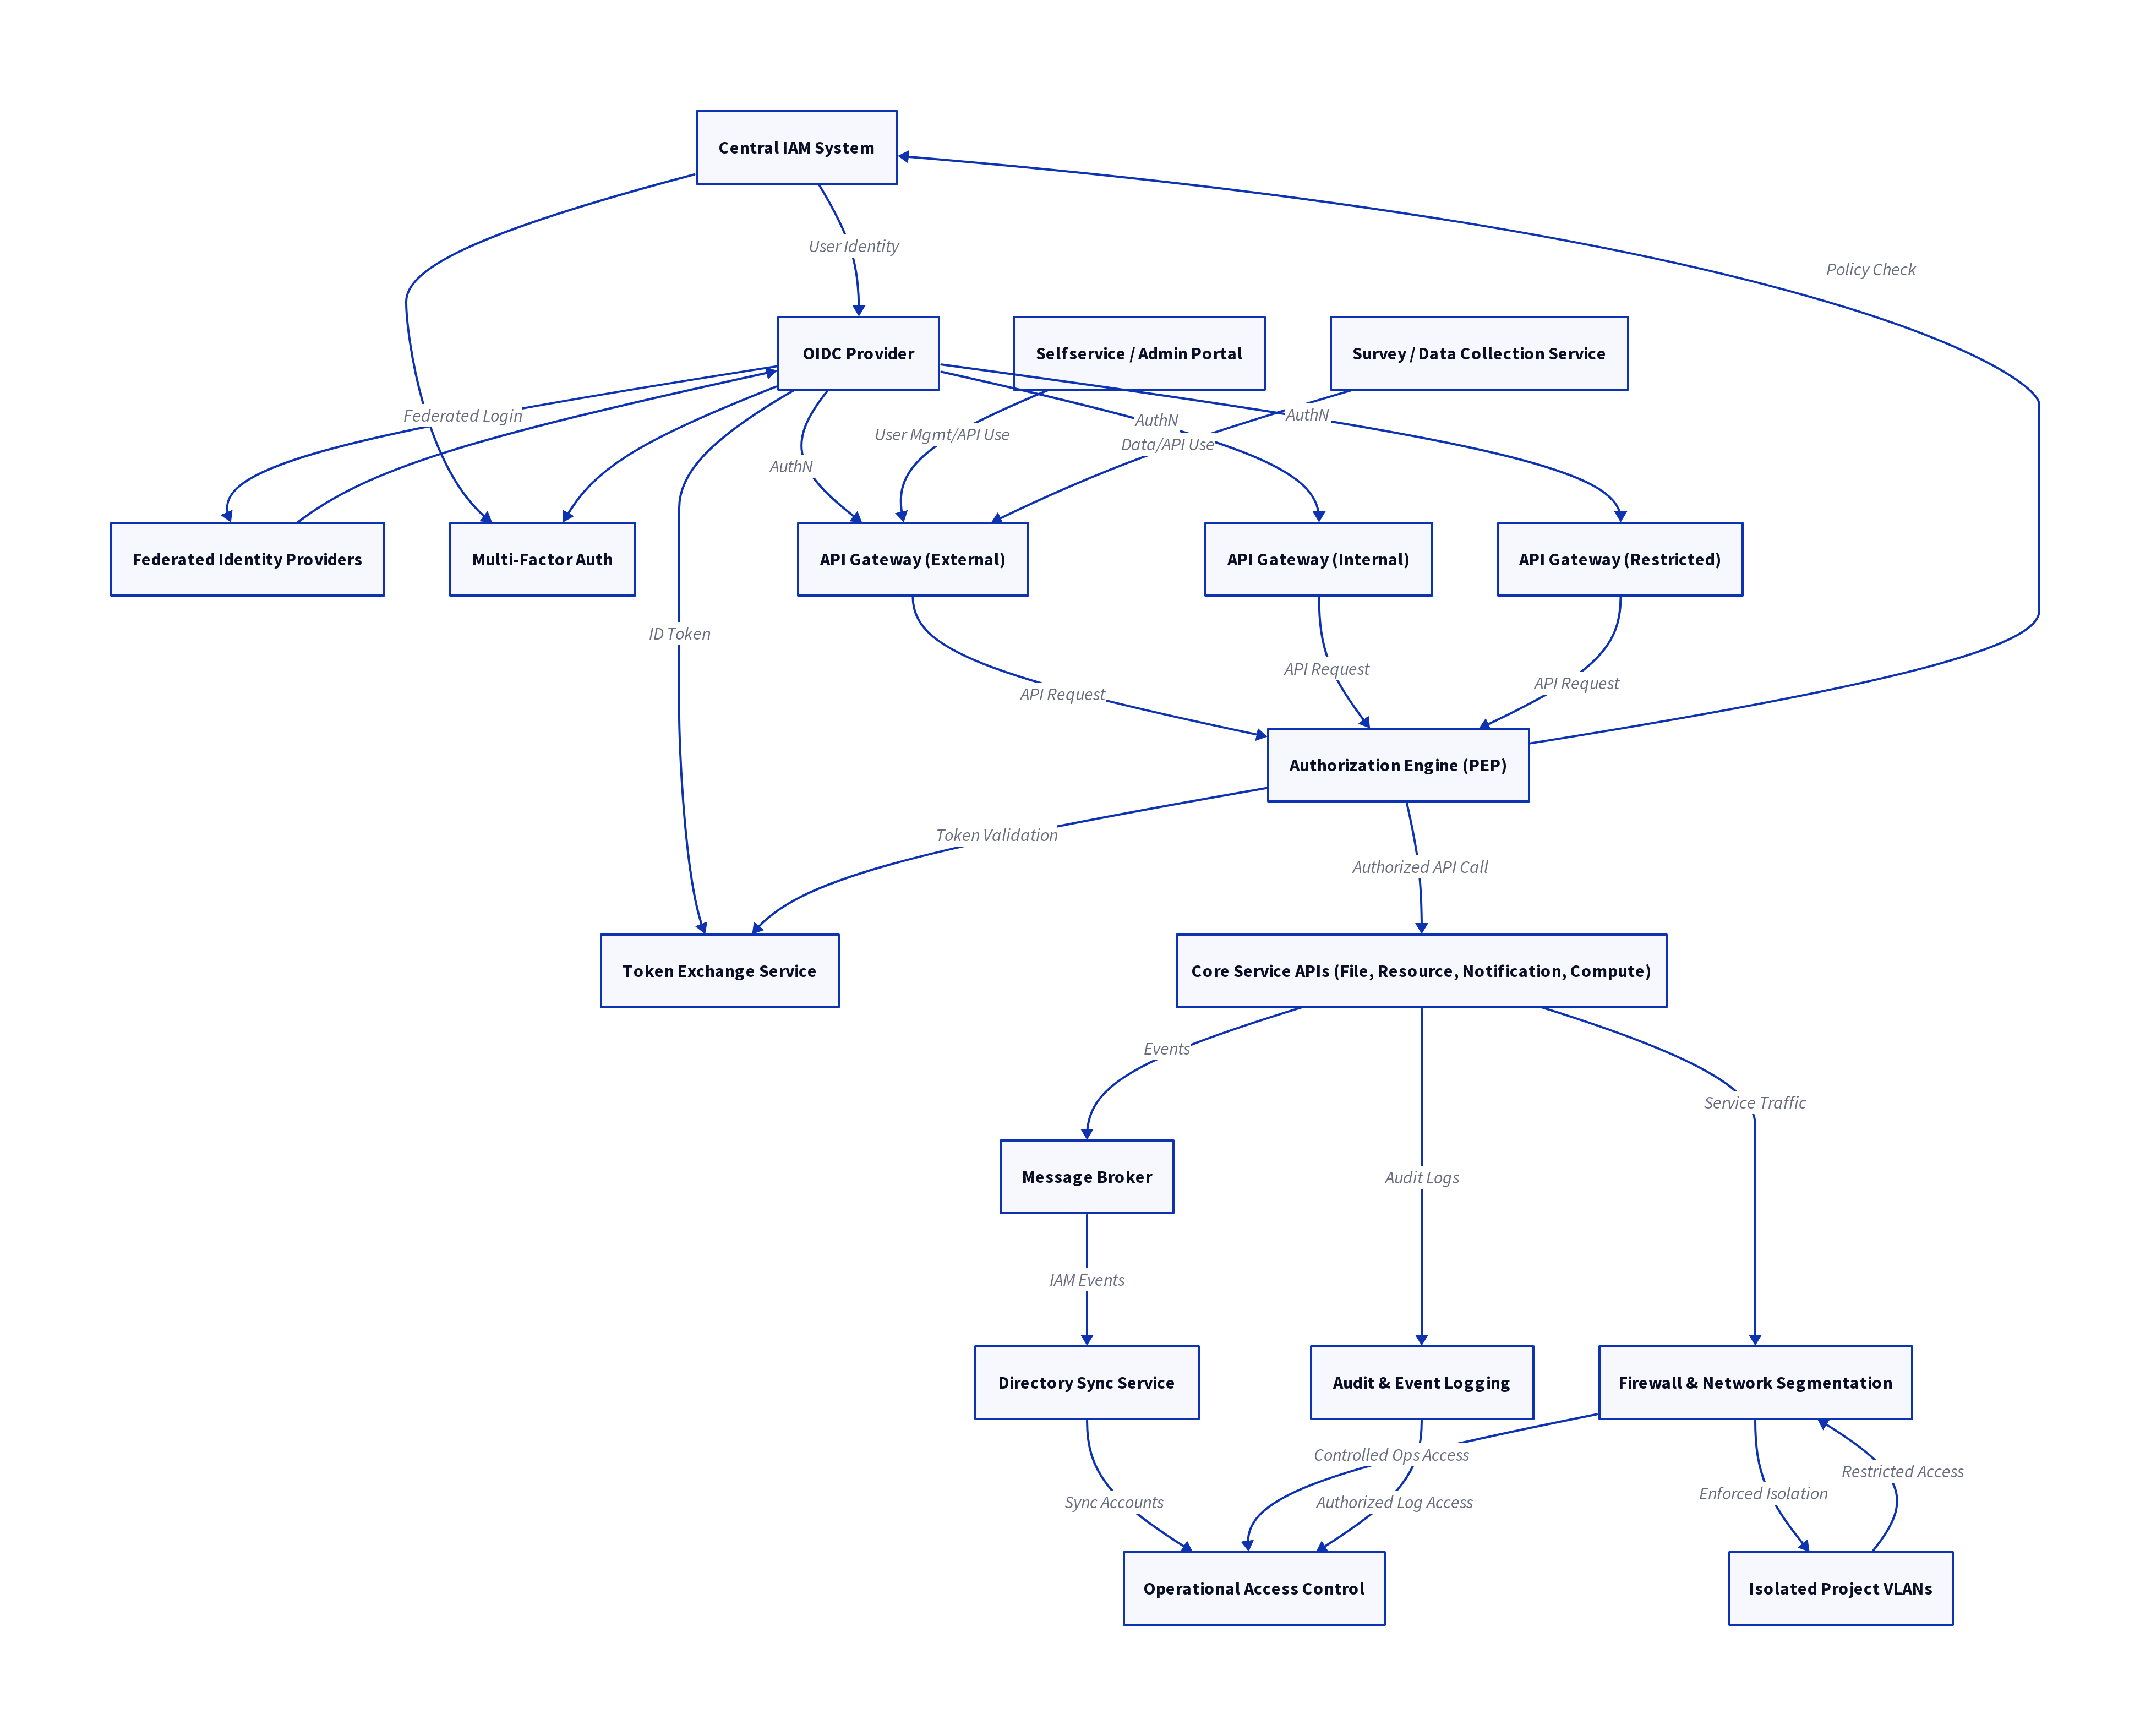 Central IAM System
User Identity
Policy Check
OIDC Provider
Selfservice / Admin Portal
Survey / Data Collection Service
Federated Login
AuthN
AuthN
User Mgmt/API Use
Data/API Use
AuthN
Federated Identity Providers
Multi-Factor Auth
API Gateway (External)
API Gateway (Internal)
API Gateway (Restricted)
ID Token
API Request
API Request
API Request
Authorization Engine (PEP)
Token Validation
Authorized API Call
Token Exchange Service
Core Service APIs (File, Resource, Notification, Compute)
Events
Service Traffic
Message Broker
Audit Logs
IAM Events
Directory Sync Service
Audit & Event Logging
Firewall & Network Segmentation
Controlled Ops Access
Restricted Access
Enforced Isolation
Sync Accounts
Authorized Log Access
Operational Access Control
Isolated Project VLANs